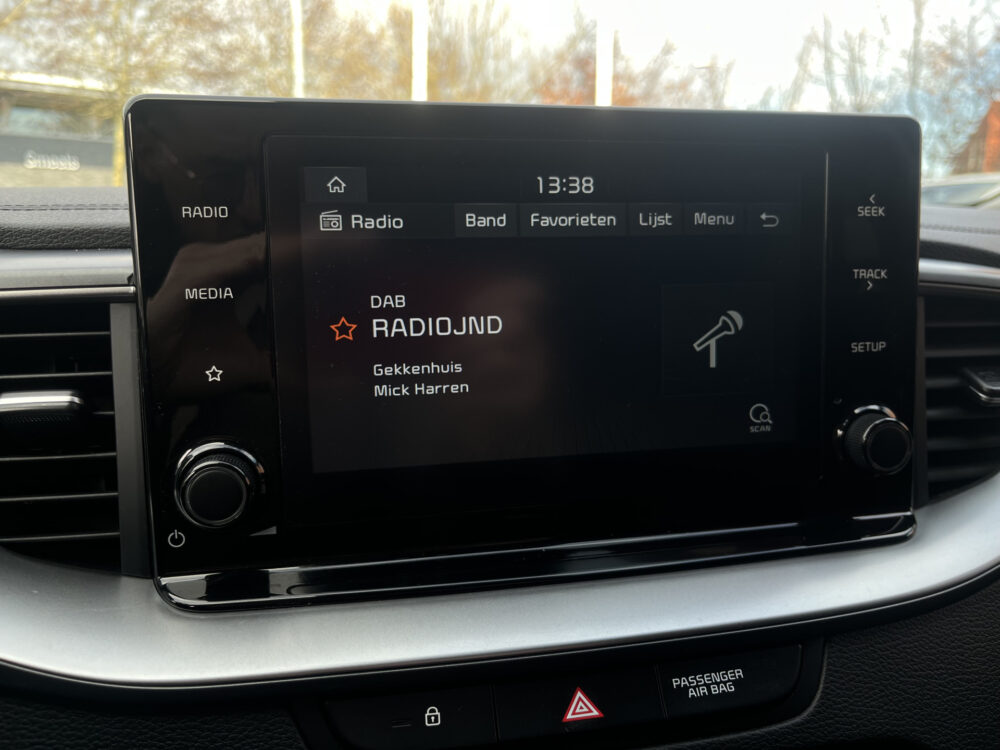 Smeets
13:38
RADIO
Radio
Band
Favorieten
Lijst
Menu
SEEK
MEDIA
TRACK
DAB
RADIOJND
Gekkenhuis
Mick Harren
SETUP
SCAN
PASSENGER
AIR BAG